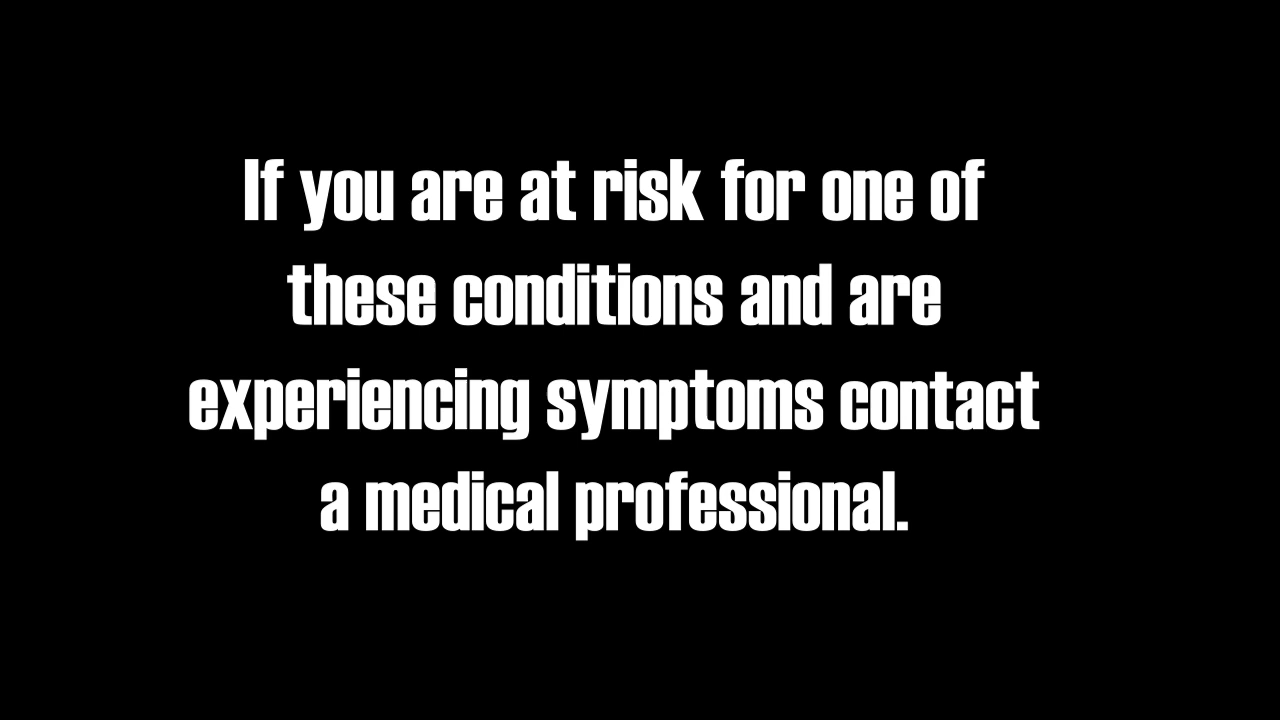 If you are at risk for one of
these conditions and are
experiencing symptoms contact
a medical professional.